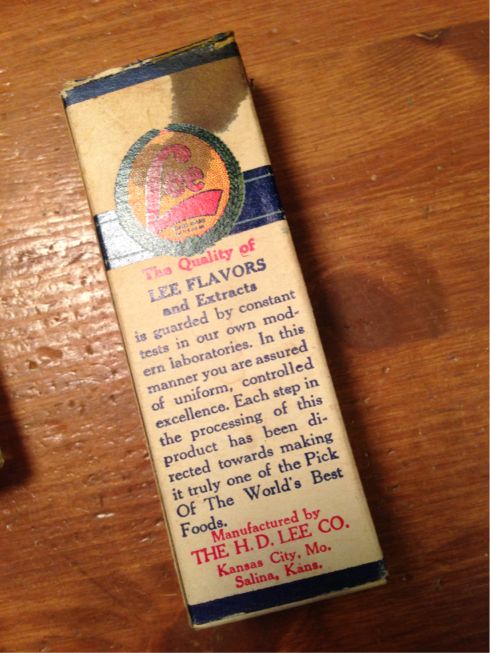 Lee
The Quality of
LEE FLAVORS
and Extracts
is guarded by constant
tests in our own mod-
ern laboratories. In this
manner you are assured
of uniform, controlled
excellence. Each step in
the processing of this
product has been di-
rected towards making
it truly one of the Pick
Of The World's Best
Foods.
Manufactured by
THE H. D. LEE CO.
Kansas City, Mo.
Salina, Kans.